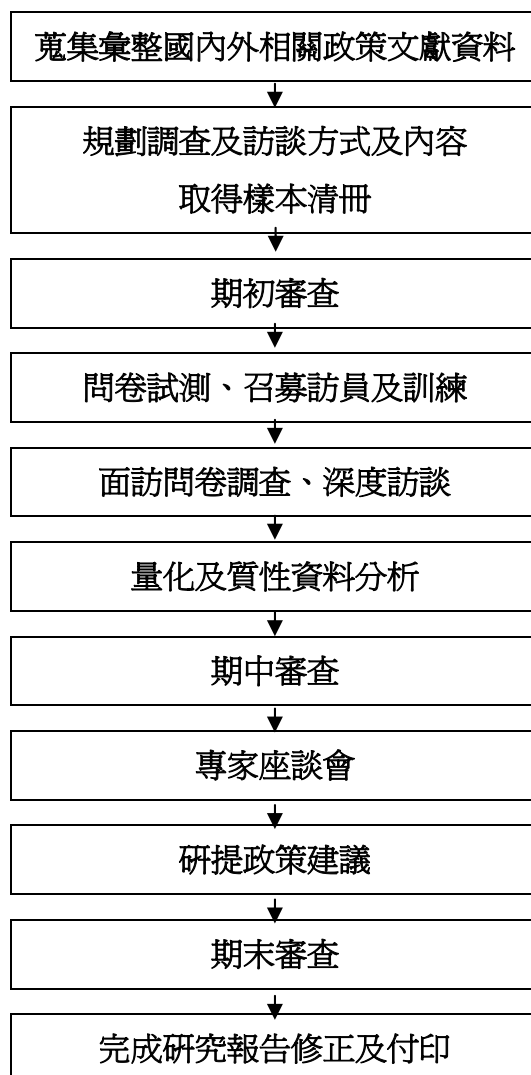 蒐集彙整國內外相關政策文獻資料
規劃調查及訪談方式及內容
取得樣本清冊
期初審查
問卷試測、召募訪員及訓練
面訪問卷調查、深度訪談
量化及質性資料分析
期中審查
專家座談會
研提政策建議
期末審查
完成研究報告修正及付印